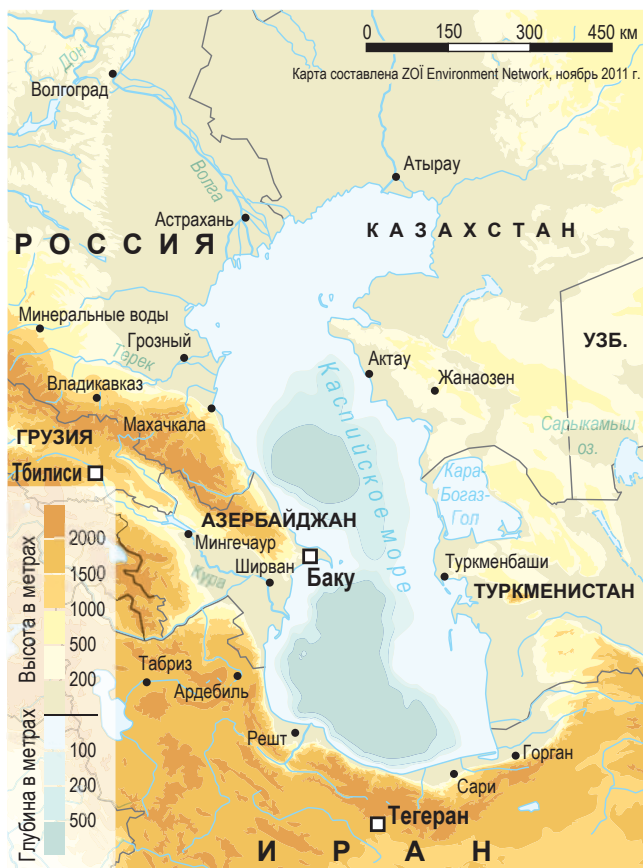 0 150 300 450 км
Карта составлена ZOÏ Environment Network, ноябрь 2011 г.
Дон
Волгоград
Волга
Атырау
Астрахань
КАЗАХСТАН
РОССИЯ
Минеральные воды
Грозный
Терек
УЗБ.
Актау
Жанаозен
Владикавказ
Махачкала
Каспийское море
Сарыкамыш
оз.
ГРУЗИЯ
Тбилиси
Кара-
Богаз-
Гол
АЗЕРБАЙДЖАН
Мингечаур
Ширван
Баку
Кура
Туркменбаши
ТУРКМЕНИСТАН
Высота в метрах
2000
1500
1000
500
200
Глубина в метрах
100
200
500
Табриз
Ардебиль
Решт
Горган
Сари
Тегеран
ИРАН